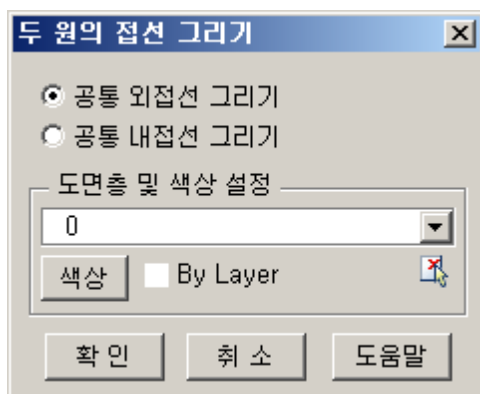 두 원의 접선 그리기
공통 외접선 그리기
공통 내접선 그리기
도면층 및 색상 설정
0
색상 By Layer
확 인 취 소 도움말